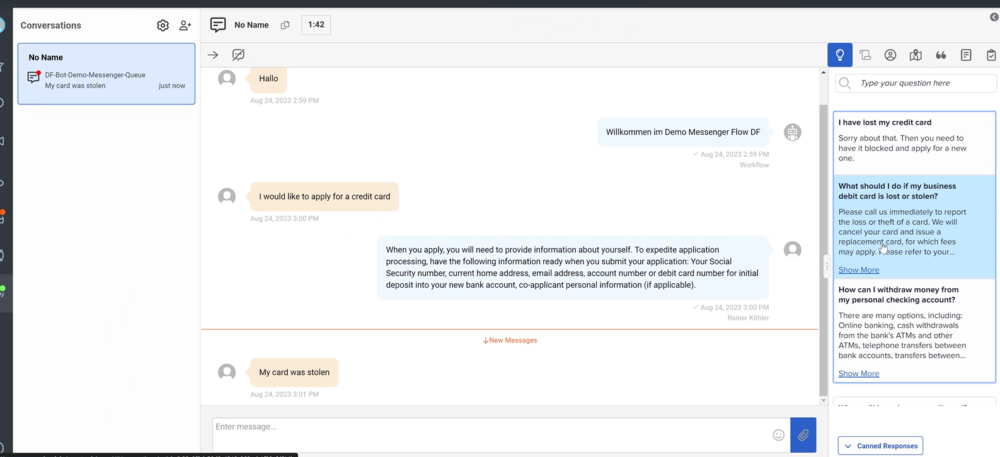 Conversations
No Name
DF-Bot-Demo-Messenger-Queue
My card was stolen
just now
No Name
1:42
Hallo
Aug 24, 2023 2:59 PM
Willkommen im Demo Messenger Flow DF
Aug 24, 2023 2:59 PM
Workflow
I would like to apply for a credit card
Aug 24, 2023 3:00 PM
When you apply, you will need to provide information about yourself. To expedite application
processing, have the following information ready when you submit your application: Your Social
Security number, current home address, email address, account number or debit card number for initial
deposit into your new bank account, co-applicant personal information (if applicable).
Aug 24, 2023 3:00 PM
Rainer Köhler
New Messages
My card was stolen
Aug 24, 2023 3:01 PM
Enter message...
Type your question here
I have lost my credit card
Sorry about that. Then you need to
have it blocked and apply for a new
one.
What should I do if my business
debit card is lost or stolen?
Please call us immediately to report
the loss or theft of a card. We will
cancel your card and issue a
replacement card, for which fees
may apply. Please refer to your...
Show More
How can I withdraw money from
my personal checking account?
There are many options, including:
Online banking, cash withdrawals
from the bank's ATMs and other
ATMs, telephone transfers between
bank accounts, transfers between...
Show More
Canned Responses